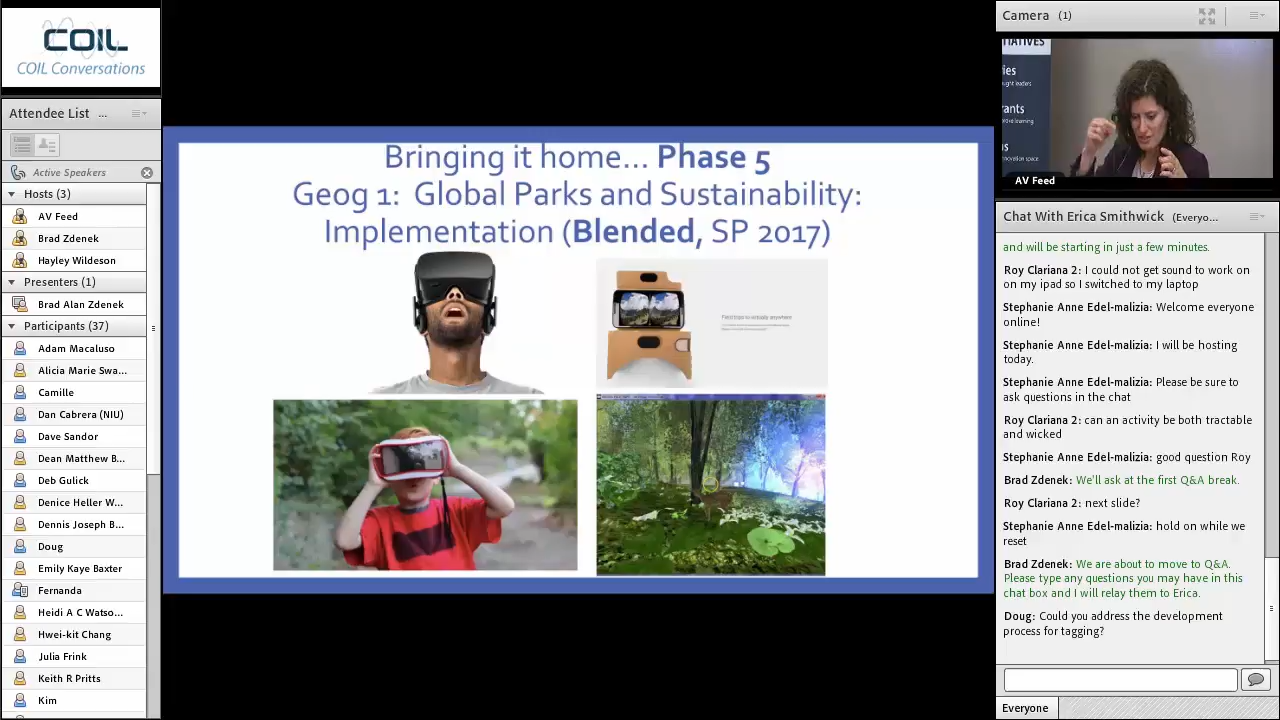 COIL
COIL Conversations
Attendee List ...
Active Speakers
Hosts (3)
AV Feed
Brad Zdenek
Hayley Wildeson
Presenters (1)
Brad Alan Zdenek
Participants (37)
Adam Macaluso
Alicia Marie Swa...
Camille
Dan Cabrera (NIU)
Dave Sandor
Dean Matthew B...
Deb Gulick
Denice Heller W...
Dennis Joseph B...
Doug
Emily Kaye Baxter
Fernanda
Heidi A C Watso...
Hwei-kit Chang
Julia Frink
Keith R Pritts
Kim
Bringing it home... Phase 5
Geog 1: Global Parks and Sustainability:
Implementation (Blended, SP 2017)
Field trips to virtually anywhere
Camera (1)
AV Feed
Chat With Erica Smithwick (Everyo...
and will be starting in just a few minutes.
Roy Clariana 2: I could not get sound to work on
on my ipad so I switched to my laptop
Stephanie Anne Edel-malizia: Welcome everyone
online!
Stephanie Anne Edel-malizia: I will be hosting
today.
Stephanie Anne Edel-malizia: Please be sure to
ask questions in the chat
Roy Clariana 2: can an activity be both tractable
and wicked
Stephanie Anne Edel-malizia: good question Roy
Brad Zdenek: We'll ask at the first Q&A break.
Roy Clariana 2: next slide?
Stephanie Anne Edel-malizia: hold on while we
reset
Brad Zdenek: We are about to move to Q&A.
Please type any questions you may have in this
chat box and I will relay them to Erica.
Doug: Could you address the development
process for tagging?
Everyone